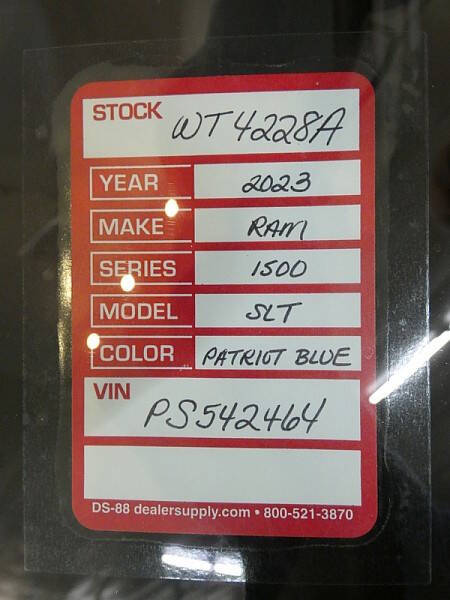 STOCK WT4228A
YEAR 2023
MAKE RAM
SERIES 1500
MODEL SLT
COLOR PATRIOT BLUE
VIN
PS542464
DS-88 dealersupply.com • 800-521-3870